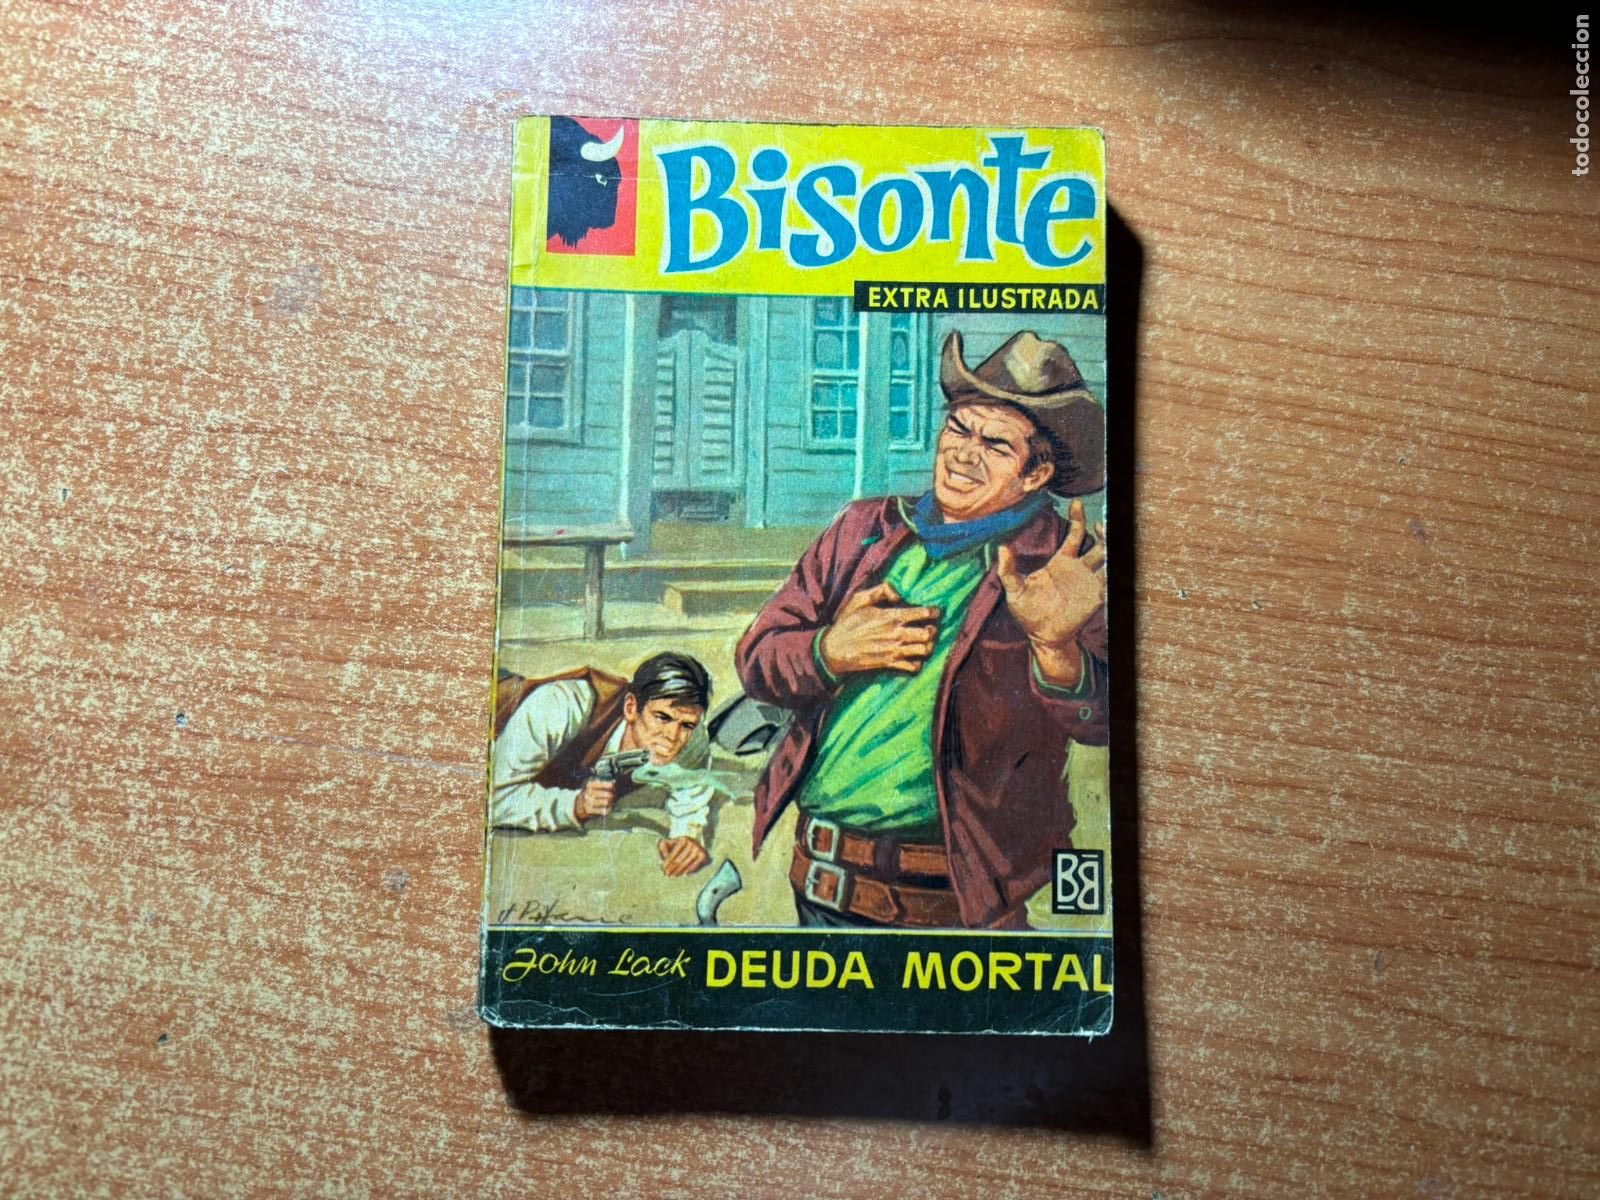 Bisonte
EXTRA ILUSTRADA
BB
John Lack DEUDA MORTAL
todocoleccion